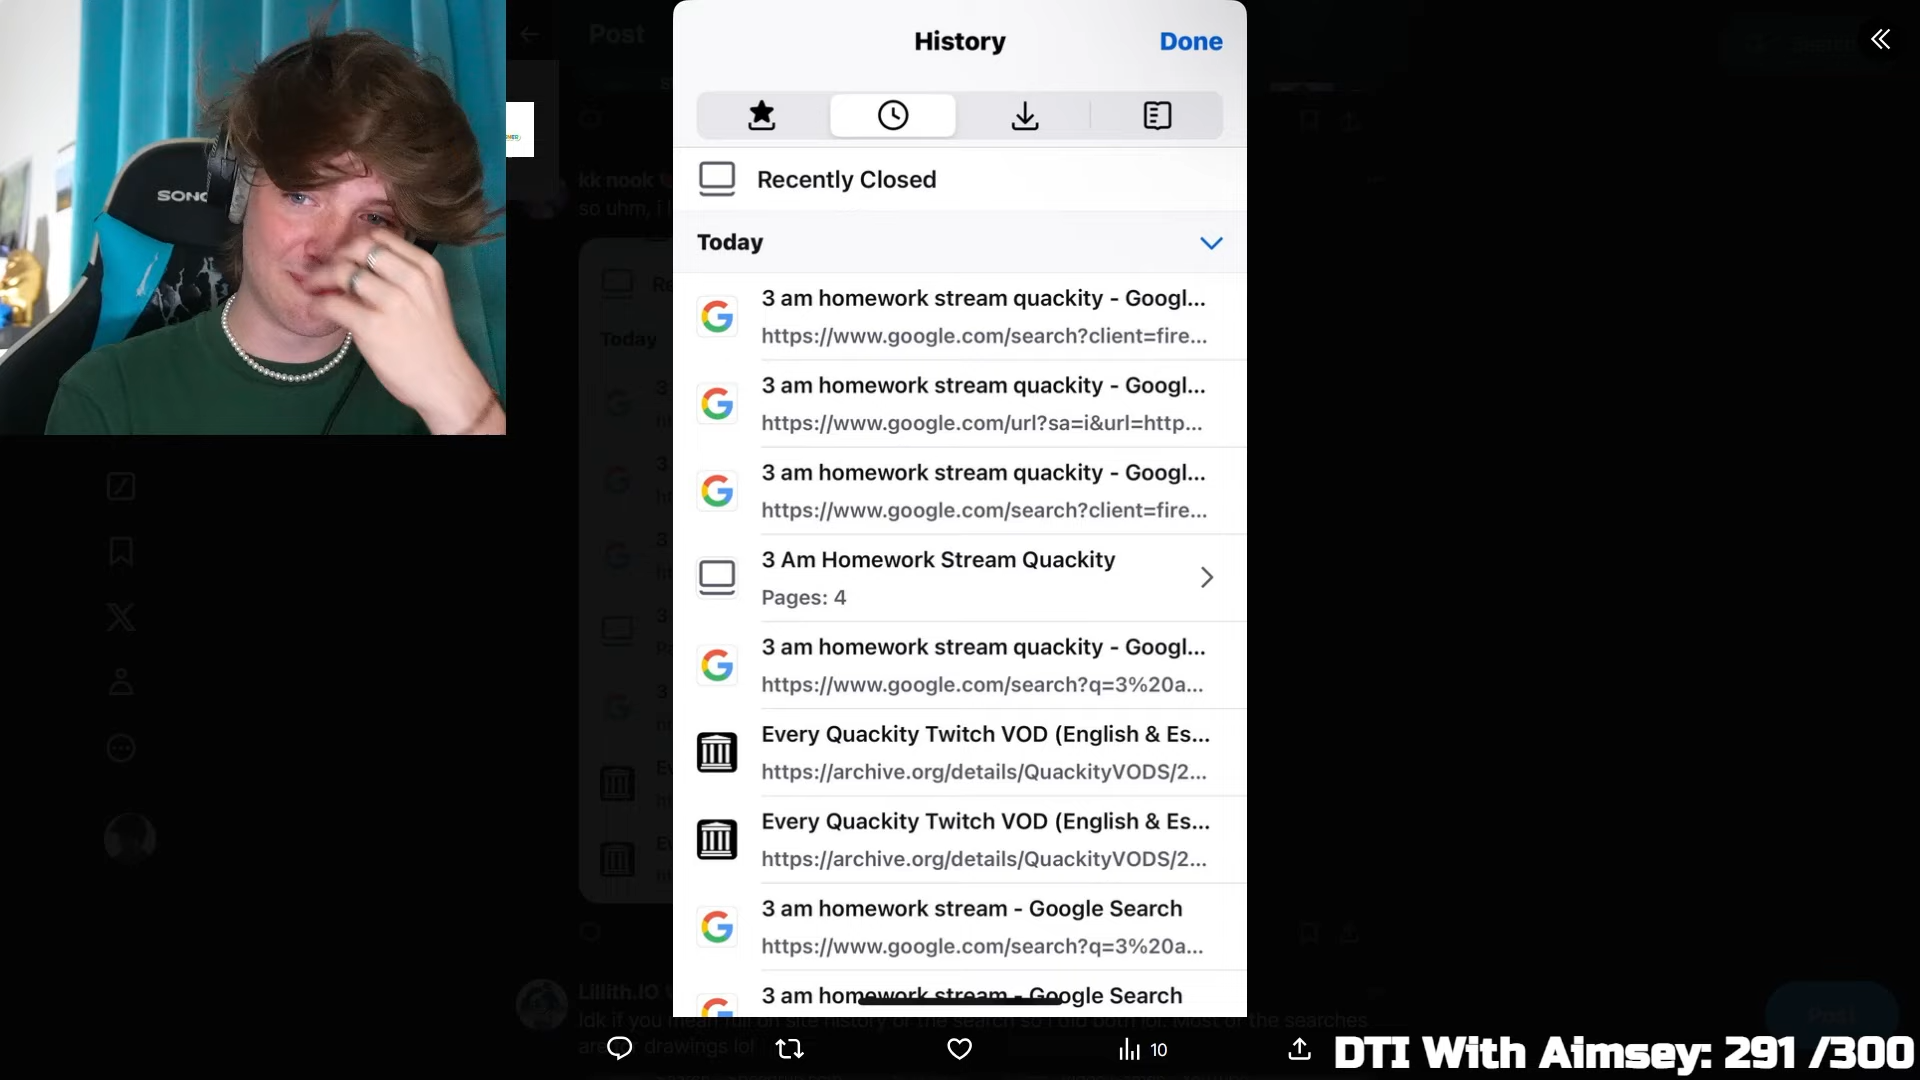 Post
History
Done
Recently Closed
Today
3 am homework stream quackity - Googl...
https://www.google.com/search?client=fire...
3 am homework stream quackity - Googl...
https://www.google.com/url?sa=i&url=http...
3 am homework stream quackity - Googl...
https://www.google.com/search?client=fire...
3 Am Homework Stream Quackity
Pages: 4
3 am homework stream quackity - Googl...
https://www.google.com/search?q=3%20a...
Every Quackity Twitch VOD (English & Es...
https://archive.org/details/QuackityVODS/2...
Every Quackity Twitch VOD (English & Es...
https://archive.org/details/QuackityVODS/2...
3 am homework stream - Google Search
https://www.google.com/search?q=3%20a...
3 am homework stream - Google Search
kk nook
so uhm, i
Today
SONG
Lillith.IO
Idk if you mean full on site history or the search so i did both lol. Most of the searches
are for drawings lol
10
Post
DTI With Aimsey: 291 /300